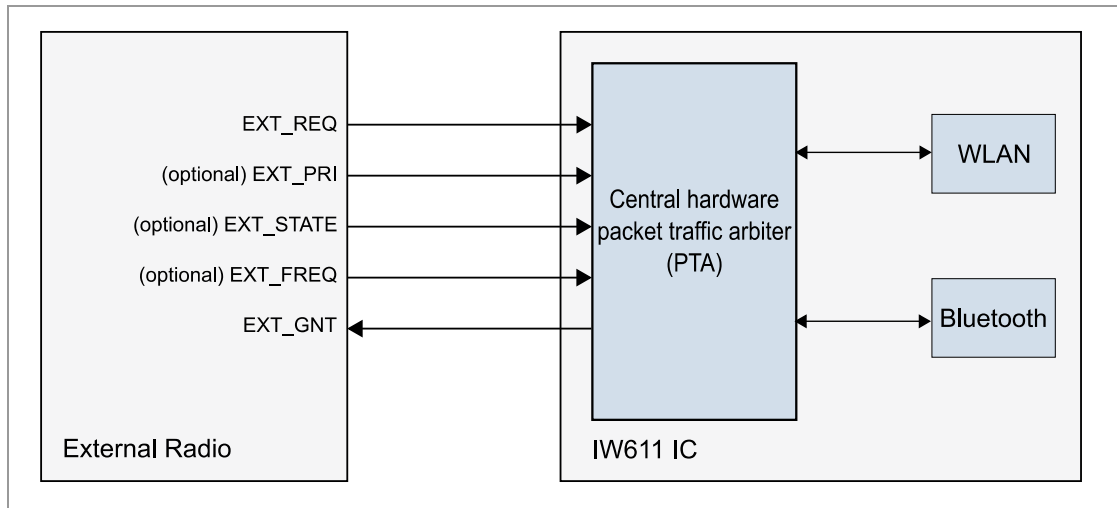 EXT_REQ
(optional) EXT_PRI
(optional) EXT_STATE
(optional) EXT_FREQ
EXT_GNT
External Radio
Central hardware
packet traffic arbiter
(PTA)
WLAN
Bluetooth
IW611 IC